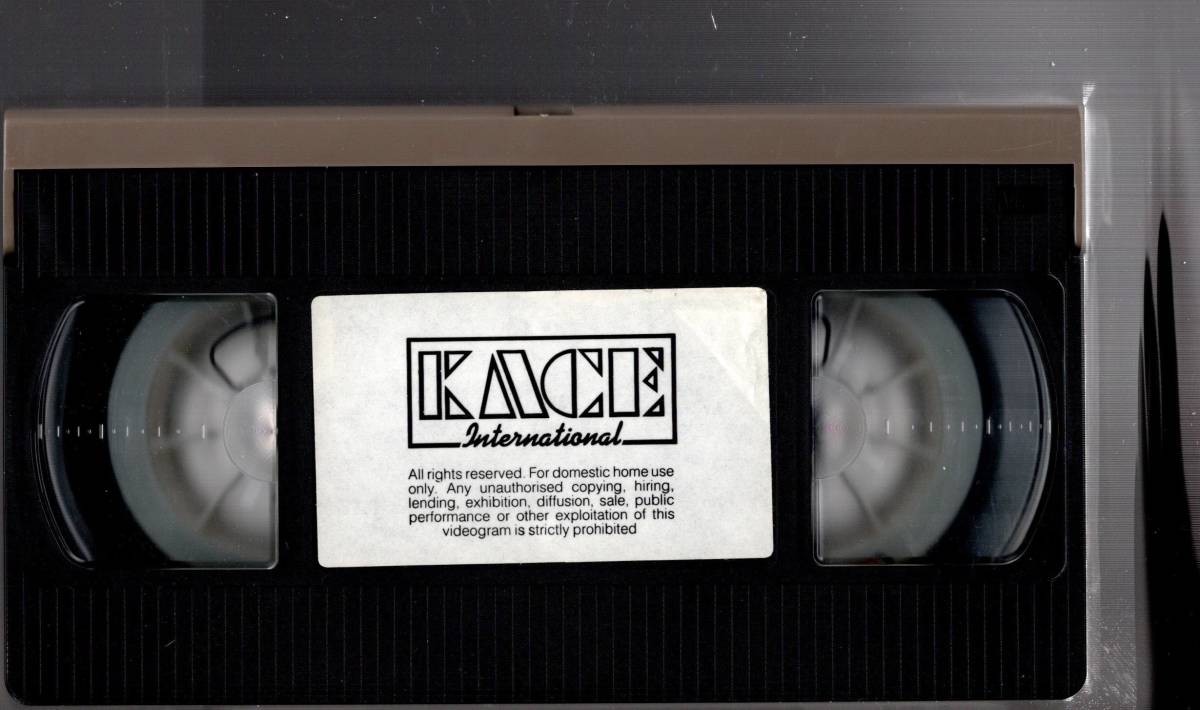 KACE
International
All rights reserved. For domestic home use
only. Any unauthorised copying, hiring,
lending, exhibition, diffusion, sale, public
performance or other exploitation of this
videogram is strictly prohibited